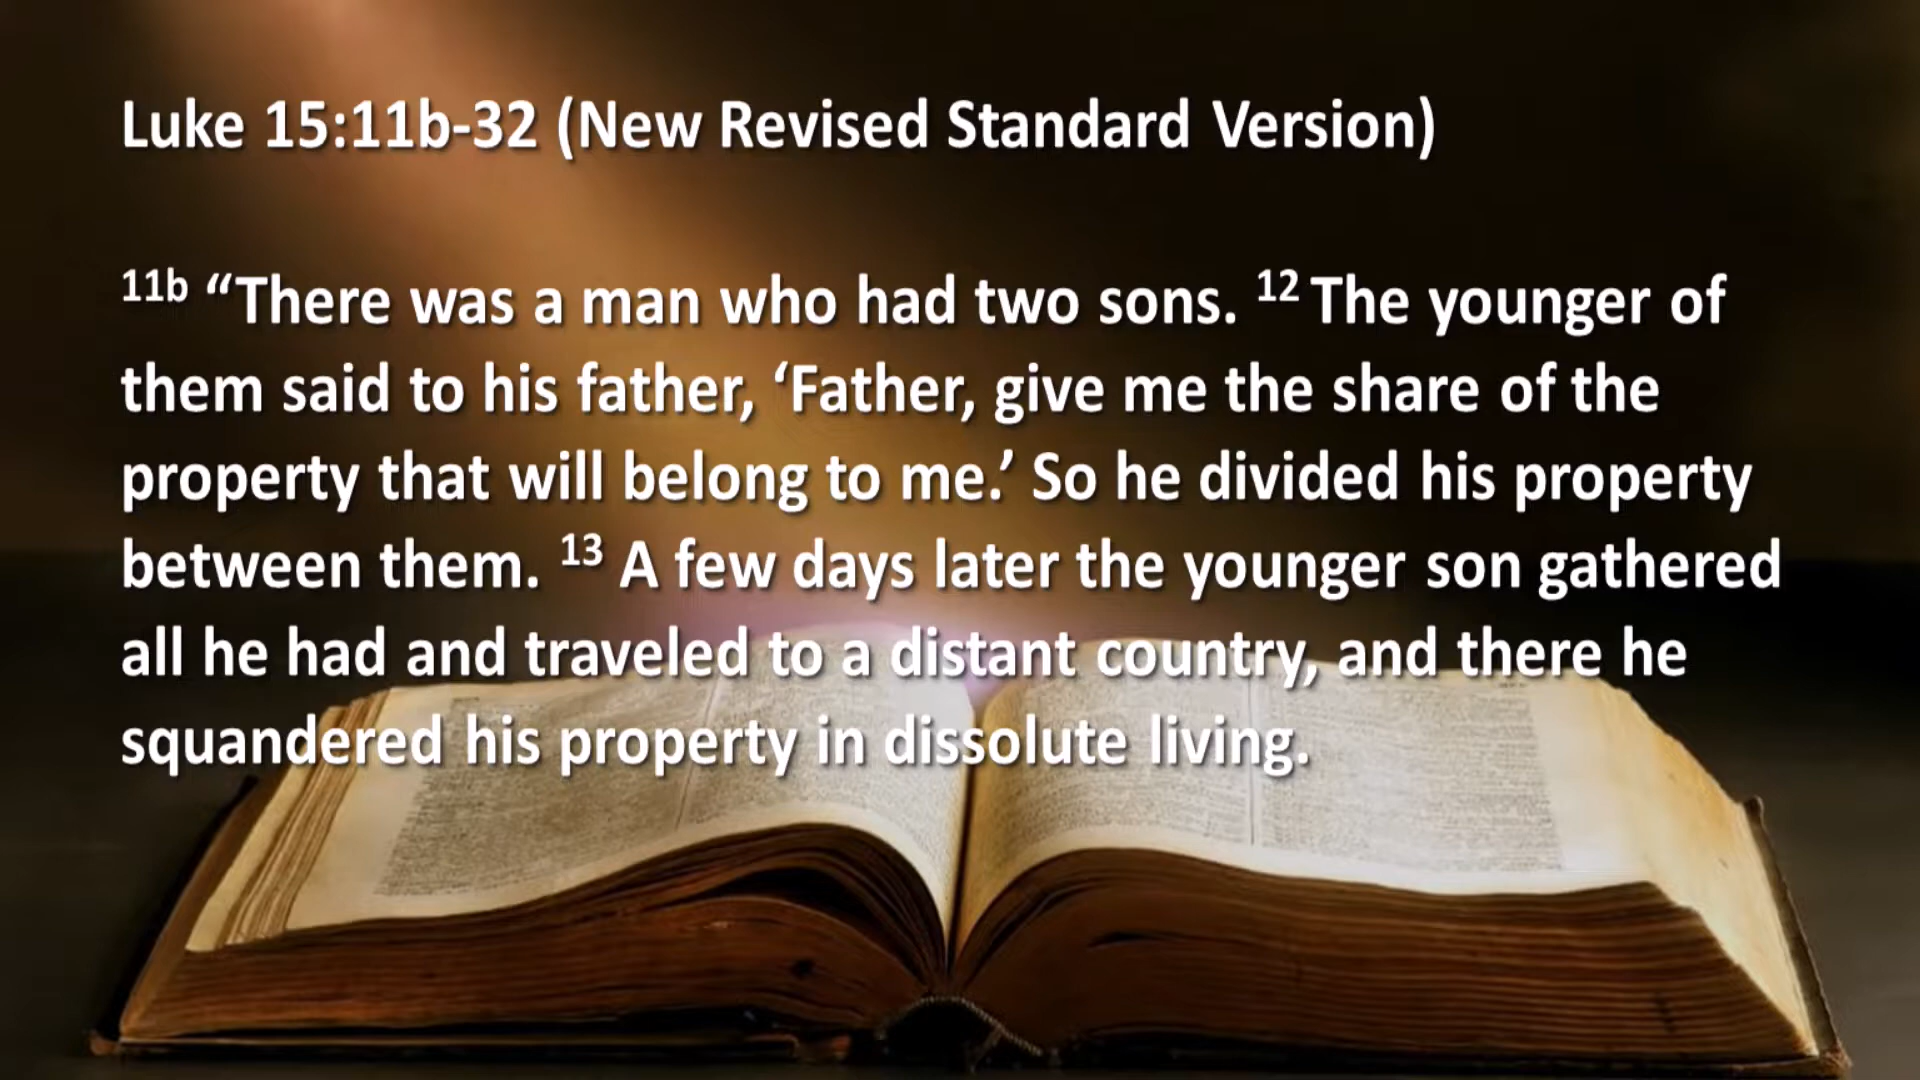 Luke 15:11b-32 (New Revised Standard Version)
11b “There was a man who had two sons. 12 The younger of
them said to his father, ‘Father, give me the share of the
property that will belong to me.’ So he divided his property
between them. 13 A few days later the younger son gathered
all he had and traveled to a distant country, and there he
squandered his property in dissolute living.